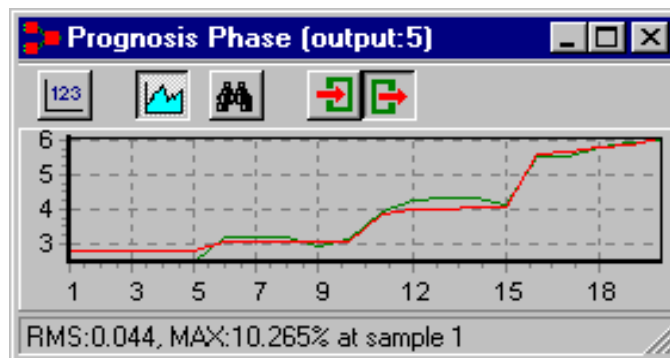 Prognosis Phase (output:5)
123
6
5
4
3
1 3 5 7 9 12 15 18
RMS:0.044, MAX:10.265% at sample 1